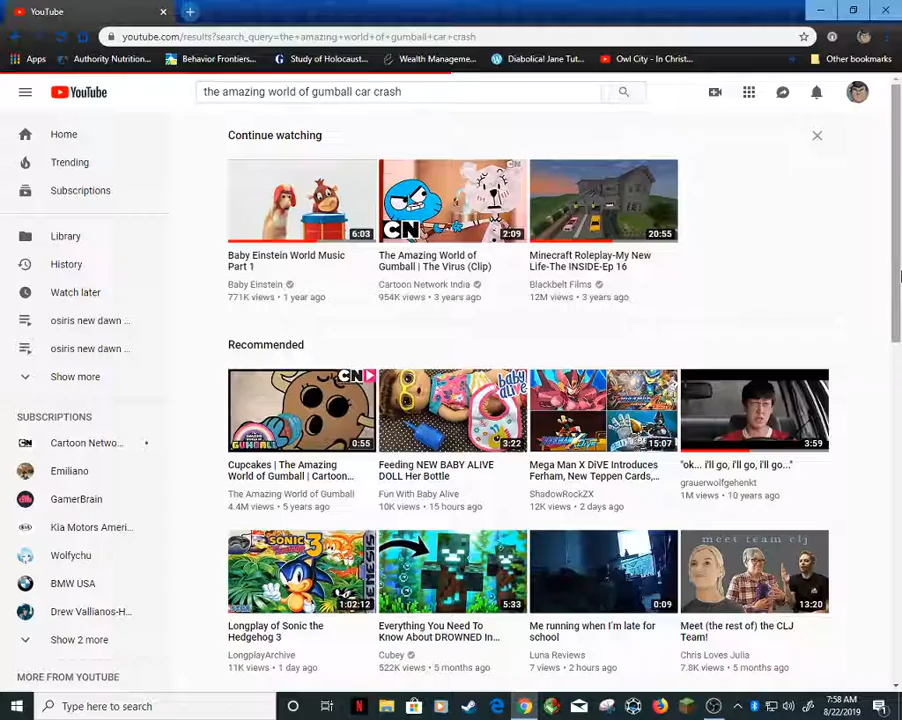 YouTube
youtube.com/results?search_query=the+amazing+world+of+gumball+car+crash
Apps
Authority Nutrition...
Behavior Frontiers...
Study of Holocaust...
Wealth Manageme...
Diabolical Jane Tut...
Owl City - In Christ...
Other bookmarks
YouTube
the amazing world of gumball car crash
Home
Trending
Subscriptions
Library
History
Watch later
osiris new dawn ...
osiris new dawn ...
Show more
SUBSCRIPTIONS
Cartoon Netwo...
Emiliano
GamerBrain
Kia Motors Ameri...
Wolfychu
BMW USA
Drew Vallianos-H...
Show 2 more
MORE FROM YOUTUBE
Continue watching
6:03
CN
2:09
20:55
Baby Einstein World Music
Part 1
Baby Einstein
771K views • 1 year ago
The Amazing World of
Gumball | The Virus (Clip)
Cartoon Network India
954K views • 3 years ago
Minecraft Roleplay-My New
Life-The INSIDE-Ep 16
Blackbelt Films
12M views • 3 years ago
Recommended
CN
GUMBALL
0:55
baby alive
3:22
15:07
3:59
Cupcakes | The Amazing
World of Gumball | Cartoon...
The Amazing World of Gumball
4.4M views • 5 years ago
Feeding NEW BABY ALIVE
DOLL Her Bottle
Fun With Baby Alive
10K views • 15 hours ago
Mega Man X DiVE Introduces
Ferham, New Teppen Cards,...
ShadowRockZX
12K views • 2 days ago
"ok... i'll go, i'll go, i'll go..."
grauerwolfgehenkt
1M views • 10 years ago
SONIC
3
GENESIS
1:02:12
5:33
0:09
meet team clj
13:20
Longplay of Sonic the
Hedgehog 3
LongplayArchive
11K views • 1 day ago
Everything You Need To
Know About DROWNED In...
Cubey
522K views • 5 months ago
Me running when I'm late for
school
Luna Reviews
7 views • 2 hours ago
Meet (the rest of) the CLJ
Team!
Chris Loves Julia
7.8K views • 5 months ago
Type here to search
7:58 AM
8/22/2019